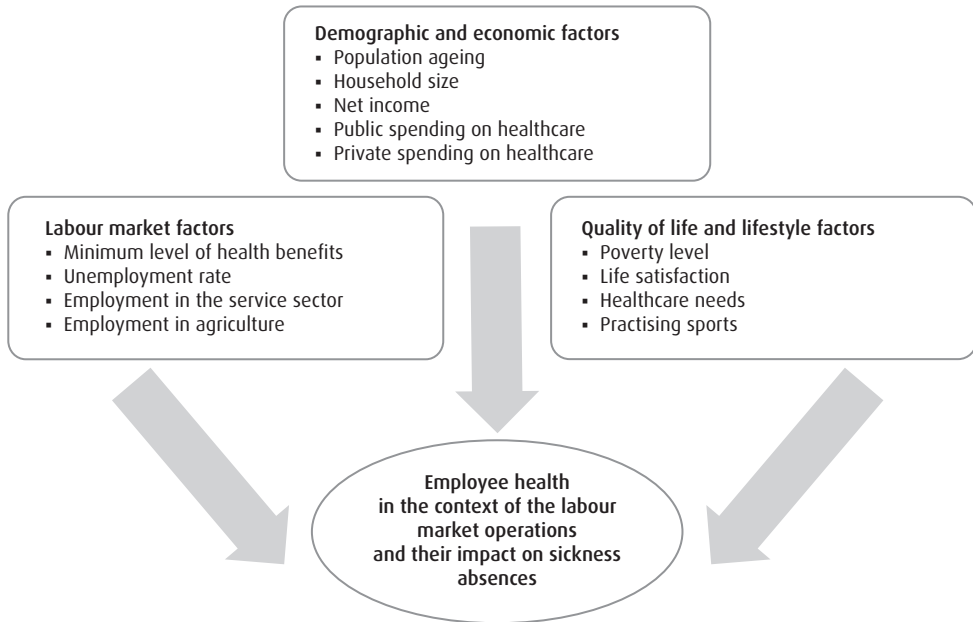 Demographic and economic factors
▪ Population ageing
▪ Household size
▪ Net income
▪ Public spending on healthcare
▪ Private spending on healthcare
Labour market factors
▪ Minimum level of health benefits
▪ Unemployment rate
▪ Employment in the service sector
▪ Employment in agriculture
Quality of life and lifestyle factors
▪ Poverty level
▪ Life satisfaction
▪ Healthcare needs
▪ Practising sports
Employee health
in the context of the labour
market operations
and their impact on sickness
absences